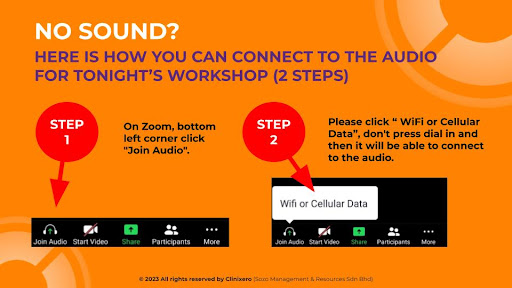 NO SOUND?
HERE IS HOW YOU CAN CONNECT TO THE AUDIO
FOR TONIGHT'S WORKSHOP (2 STEPS)
STEP
1
On Zoom, bottom
left corner click
"Join Audio".
STEP
2
Please click “ WiFi or Cellular
Data”, don't press dial in and
then it will be able to connect
to the audio.
Join Audio Start Video Share Participants More
Wifi or Cellular Data
Join Audio Start Video Share Participants More
© 2023 All rights reserved by Clinixero (Sozo Management & Resources Sdn Bhd)